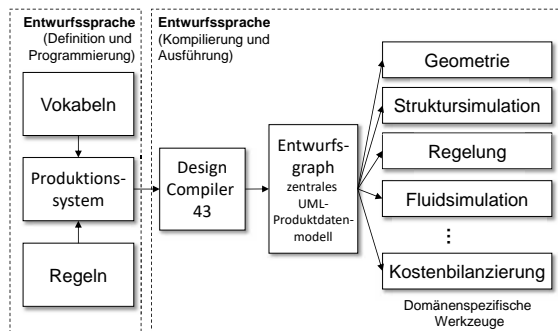 Entwurfssprache
(Definition und
Programmierung)
Vokabeln
Produktions-
system
Regeln
Entwurfssprache
(Kompilierung und
Ausführung)
Design
Compiler
43
Entwurfs-
graph
zentrales
UML-
Produktdaten-
modell
Geometrie
Struktursimulation
Regelung
Fluidsimulation
...
Kostenbilanzierung
Domänenspezifische
Werkzeuge